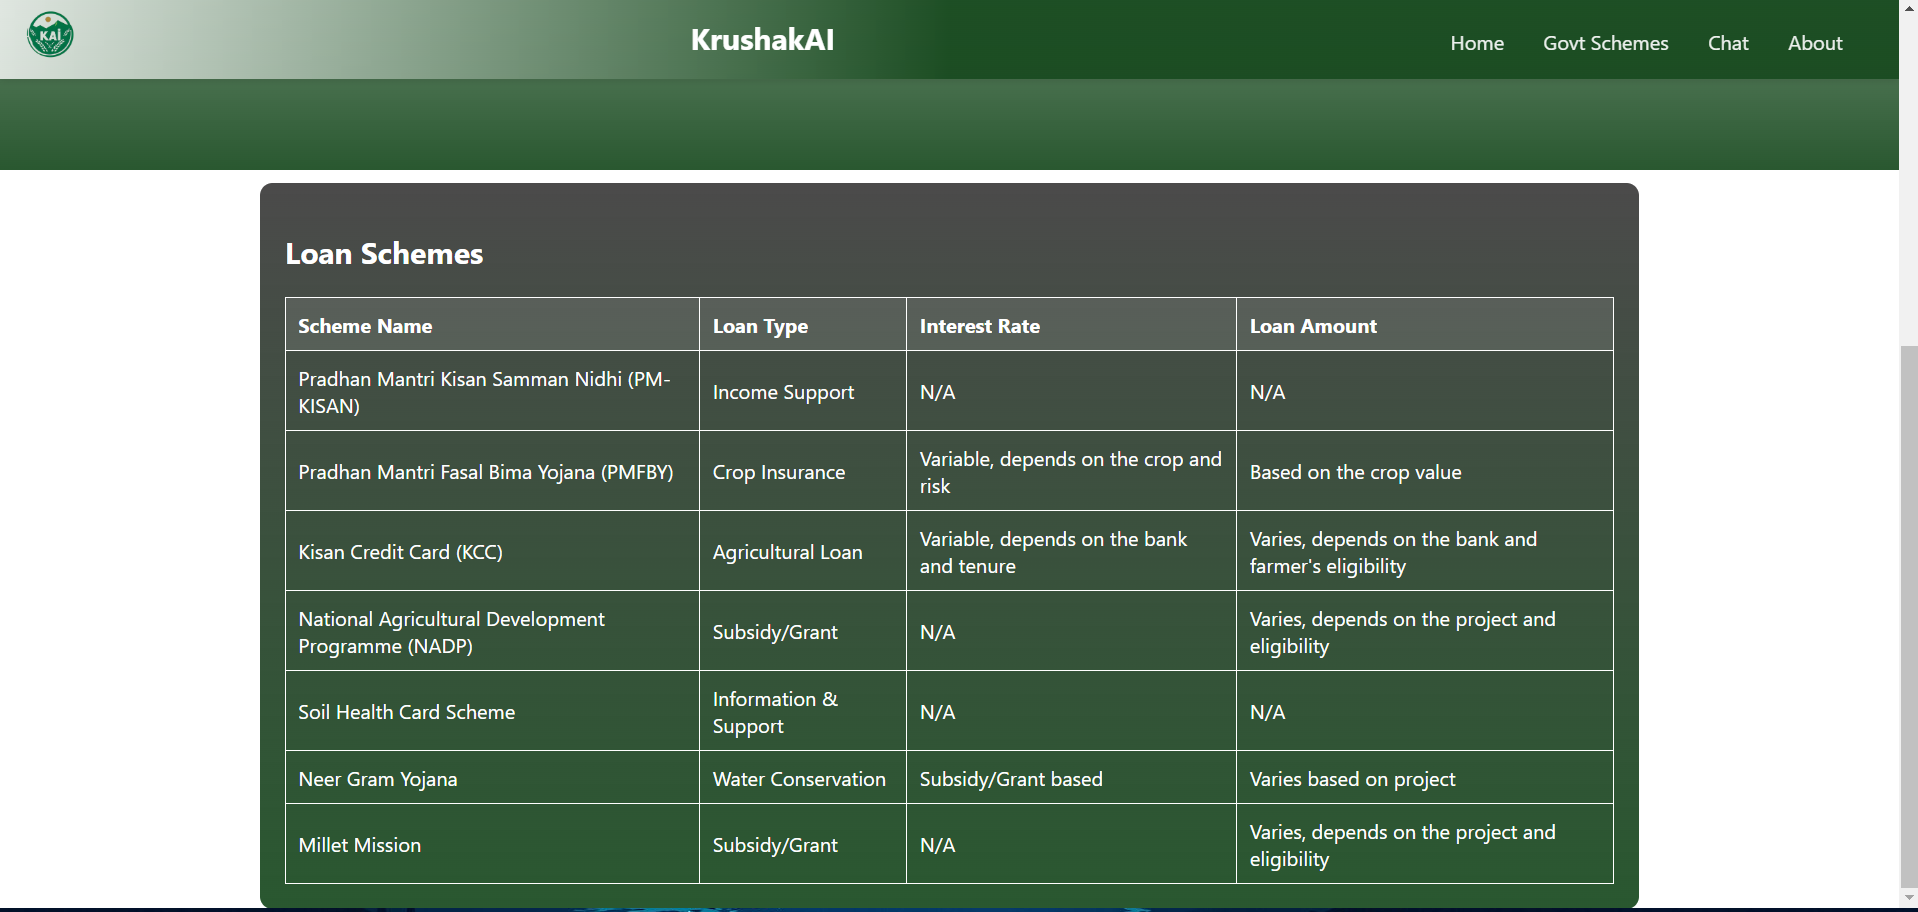 KAI
KrushakAI
Home Govt Schemes Chat About
Loan Schemes
Scheme Name Loan Type Interest Rate Loan Amount
Pradhan Mantri Kisan Samman Nidhi (PM-
KISAN)
Income Support
N/A
N/A
Pradhan Mantri Fasal Bima Yojana (PMFBY)
Crop Insurance
Variable, depends on the crop and
risk
Based on the crop value
Kisan Credit Card (KCC)
Agricultural Loan
Variable, depends on the bank
and tenure
Varies, depends on the bank and
farmer's eligibility
National Agricultural Development
Programme (NADP)
Subsidy/Grant
N/A
Varies, depends on the project and
eligibility
Soil Health Card Scheme
Information &
Support
N/A
N/A
Neer Gram Yojana
Water Conservation
Subsidy/Grant based
Varies based on project
Millet Mission
Subsidy/Grant
N/A
Varies, depends on the project and
eligibility